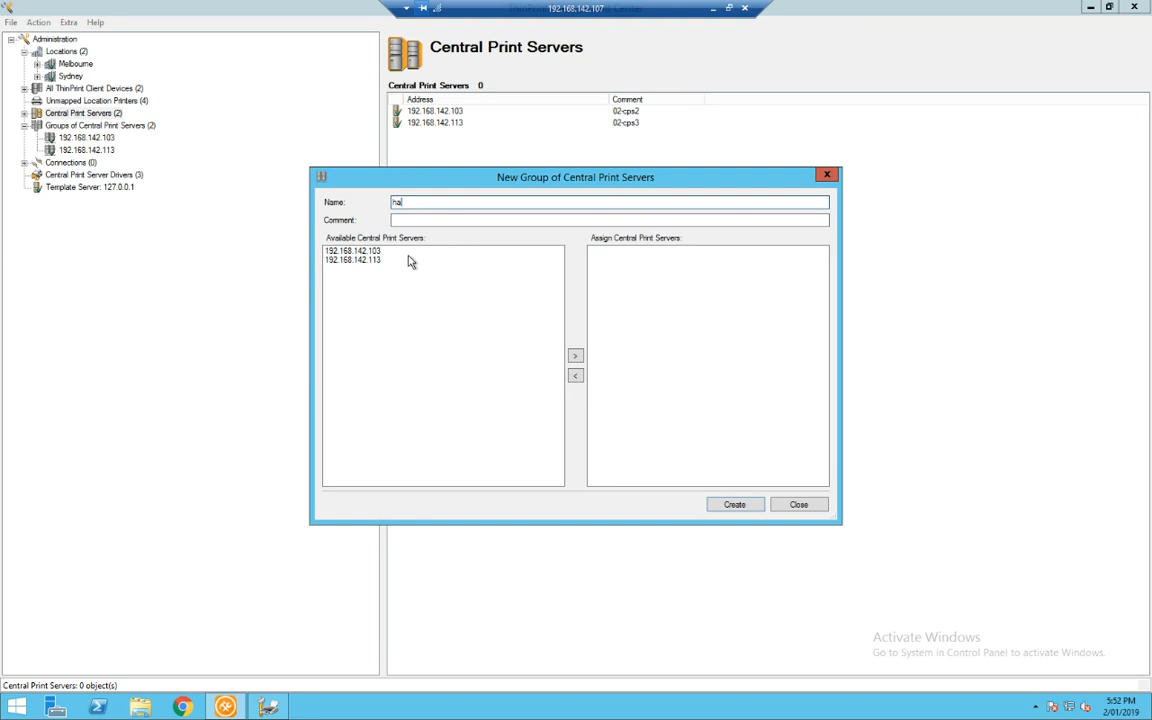 192.168.142.107
File Action Extra Help
Administration
Locations (2)
Melbourne
Sydney
All ThinPrint Client Devices (2)
Unmapped Location Printers (4)
Central Print Servers (2)
Groups of Central Print Servers (2)
192.168.142.103
192.168.142.113
Connections (0)
Central Print Server Drivers (3)
Template Server: 127.0.0.1
Central Print Servers
Central Print Servers 0
Address Comment
192.168.142.103 02-cps2
192.168.142.113 02-cps3
New Group of Central Print Servers
Name: ha
Comment:
Available Central Print Servers: Assign Central Print Servers:
192.168.142.103
192.168.142.113
>
<
Create Close
Activate Windows
Go to System in Control Panel to activate Windows.
Central Print Servers: 0 object(s)
5:52 PM
2/01/2019